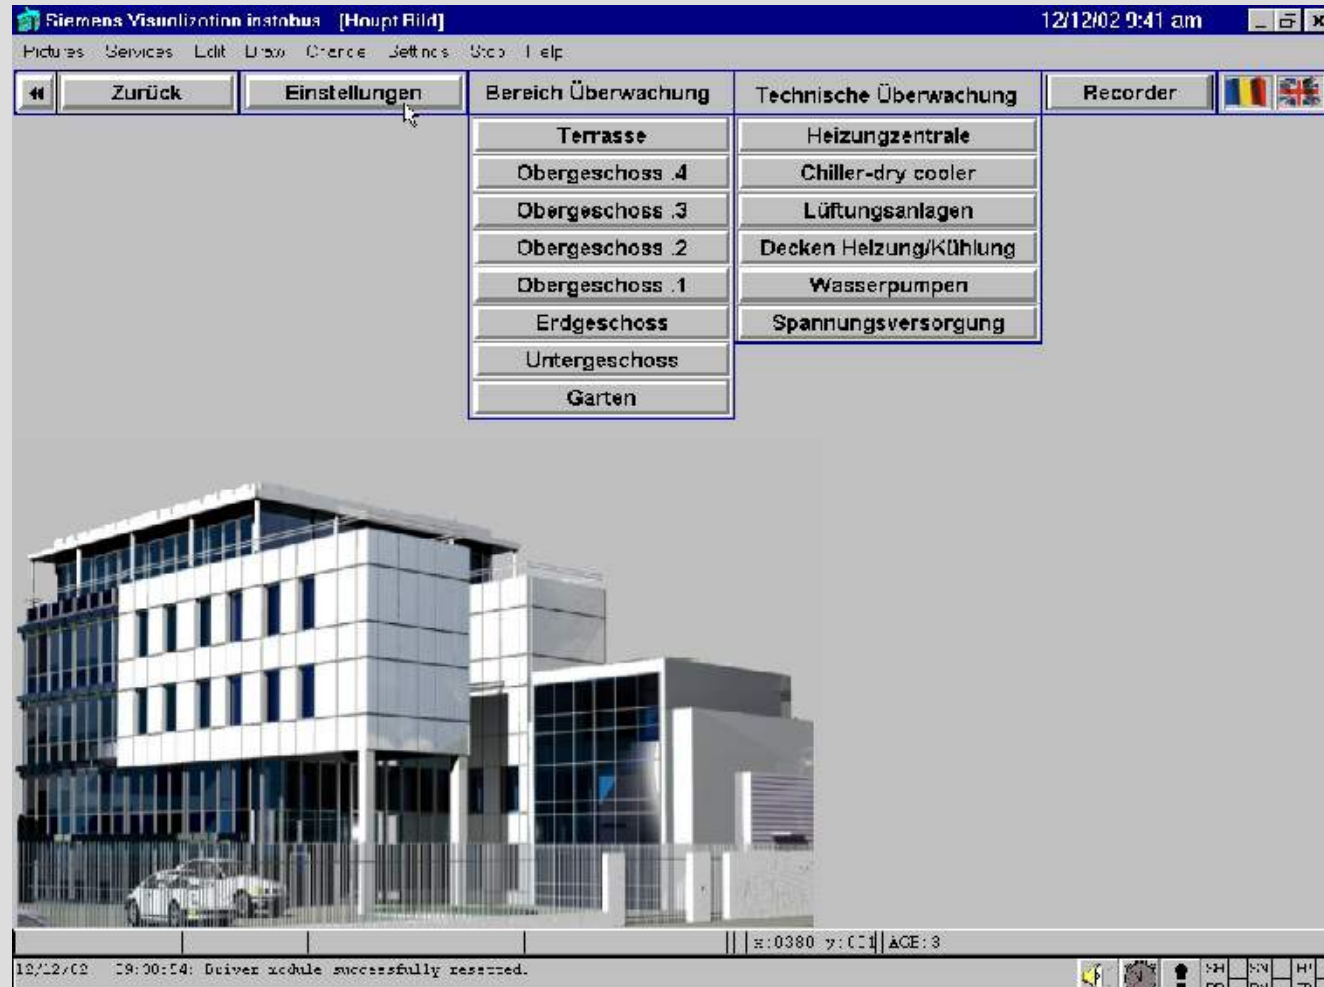 Siemens Visualization instabus [Haupt Bild] 12/12/02 9:41 am
Pictures Services Edit Draw Change Settings Stop Help
Zurück Einstellungen Bereich Überwachung Technische Überwachung Recorder
Terrasse Heizungzentrale
Obergeschoss .4 Chiller-dry cooler
Obergeschoss .3 Lüftungsanlagen
Obergeschoss .2 Decken Heizung/Kühlung
Obergeschoss .1 Wasserpumpen
Erdgeschoss Spannungsversorgung
Untergeschoss
Garten
x:0380 ACE:3
12/12/02 Driver module successfully resetted.